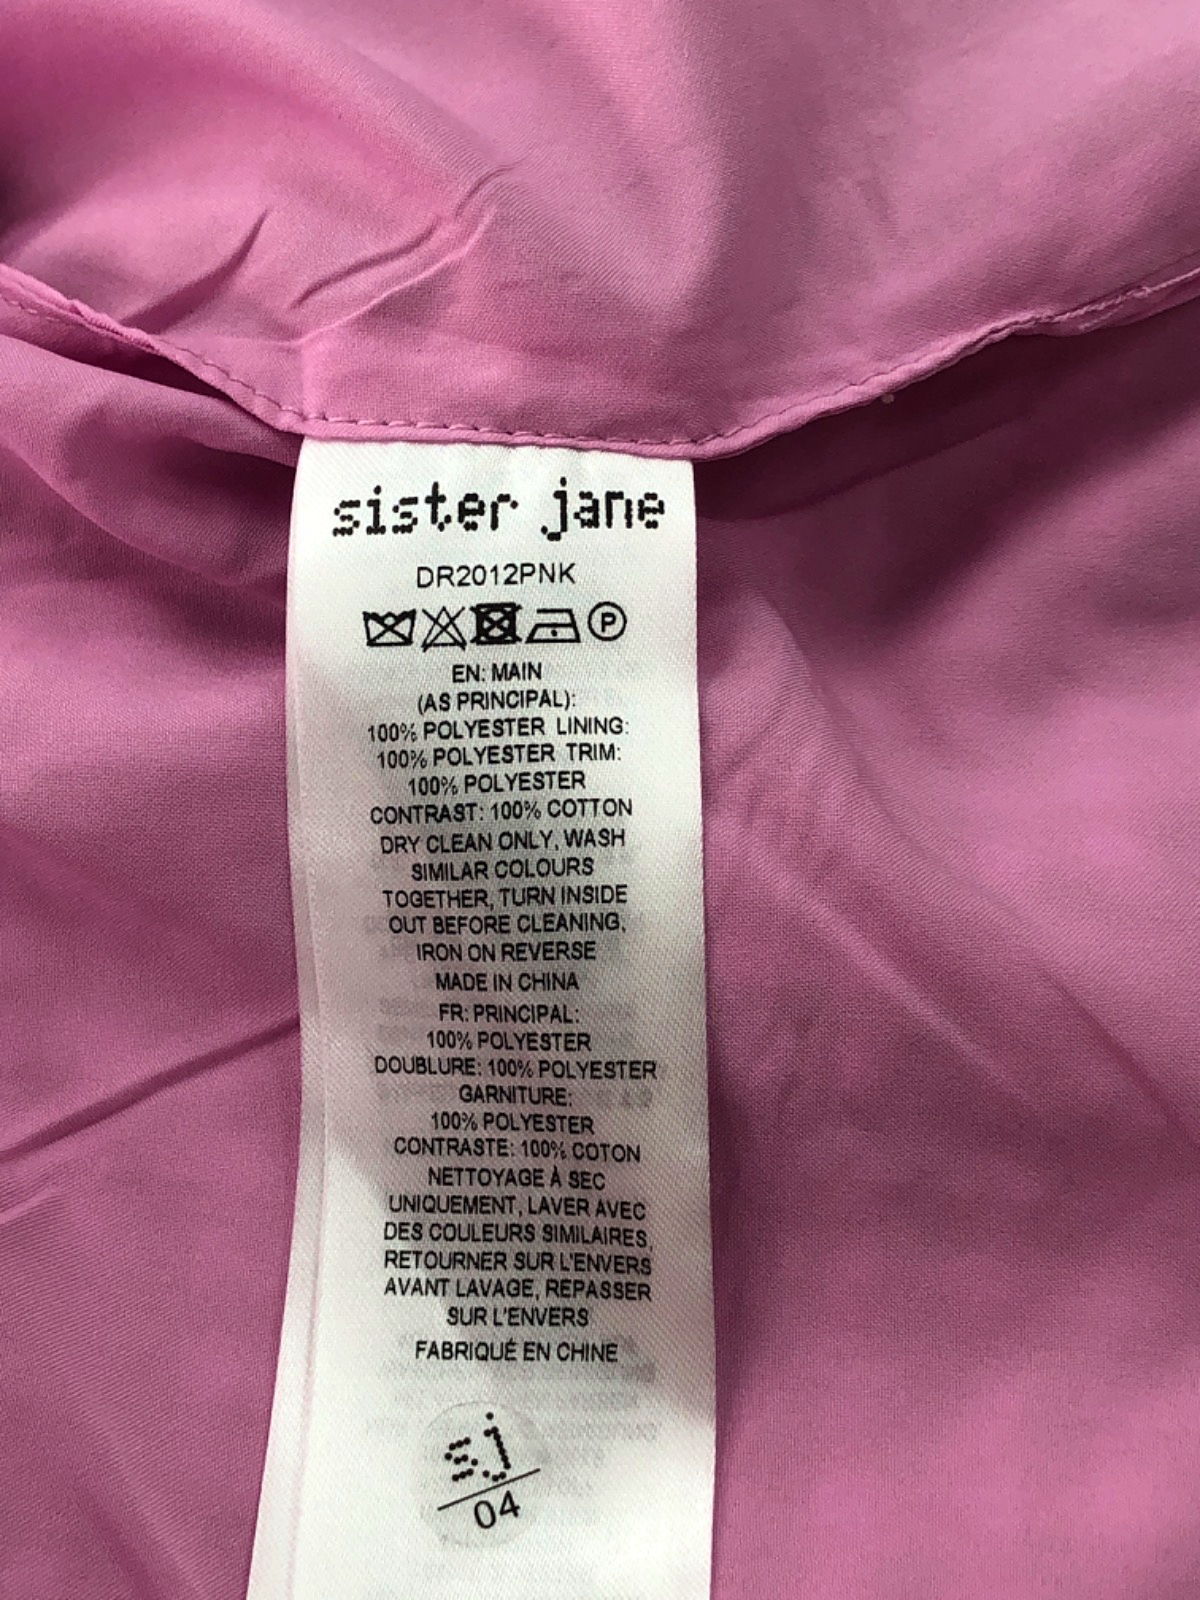 sister jane
DR2012PNK
P
EN: MAIN
(AS PRINCIPAL):
100% POLYESTER LINING:
100% POLYESTER TRIM:
100% POLYESTER
CONTRAST: 100% COTTON
DRY CLEAN ONLY, WASH
SIMILAR COLOURS
TOGETHER, TURN INSIDE
OUT BEFORE CLEANING,
IRON ON REVERSE
MADE IN CHINA
FR: PRINCIPAL:
100% POLYESTER
DOUBLURE: 100% POLYESTER
GARNITURE:
100% POLYESTER
CONTRASTE: 100% COTON
NETTOYAGE À SEC
UNIQUEMENT, LAVER AVEC
DES COULEURS SIMILAIRES,
RETOURNER SUR L'ENVERS
AVANT LAVAGE, REPASSER
SUR L'ENVERS
FABRIQUÉ EN CHINE
sj
04